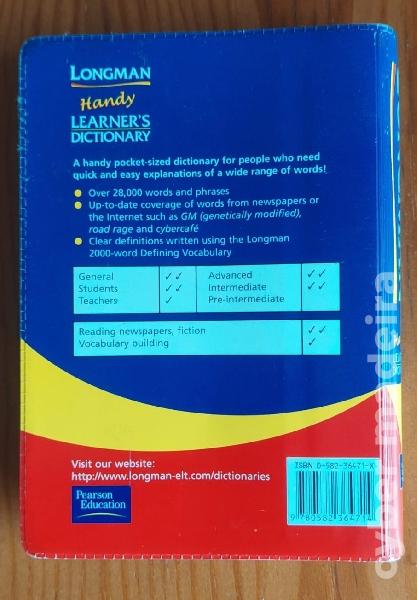 LONGMAN
Handy
LEARNER'S
DICTIONARY
A handy pocket-sized dictionary for people who need
quick and easy explanations of a wide range of words!
Over 28,000 words and phrases
Up-to-date coverage of words from newspapers or
the Internet such as GM (genetically modified),
road rage and cybercafé
Clear definitions written using the Longman
2000-word Defining Vocabulary
General ✓✓ Advanced ✓✓
Students ✓✓ Intermediate ✓✓
Teachers ✓ Pre-intermediate
Reading newspapers, fiction ✓✓
Vocabulary building ✓
Visit our website:
http://www.longman-elt.com/dictionaries
Pearson
Education
ISBN 0-582-36471-X
9 780582 364714
cybermadeira